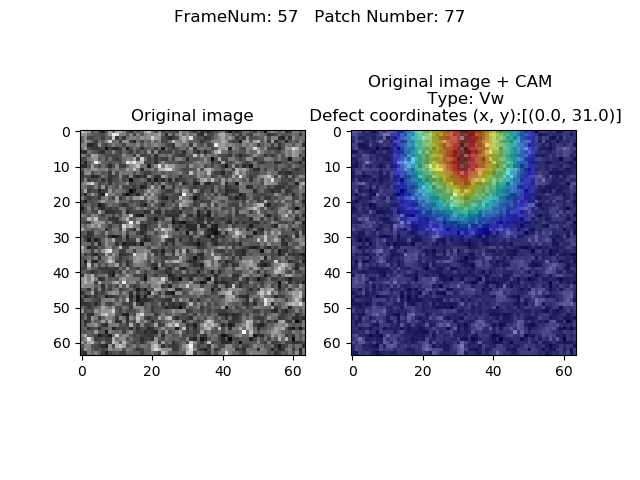 FrameNum: 57   Patch Number: 77
Original image
0
10
20
30
40
50
60
0 20 40 60
Original image + CAM
Type: Vw
Defect coordinates (x, y):[(0.0, 31.0)]
0
10
20
30
40
50
60
0 20 40 60